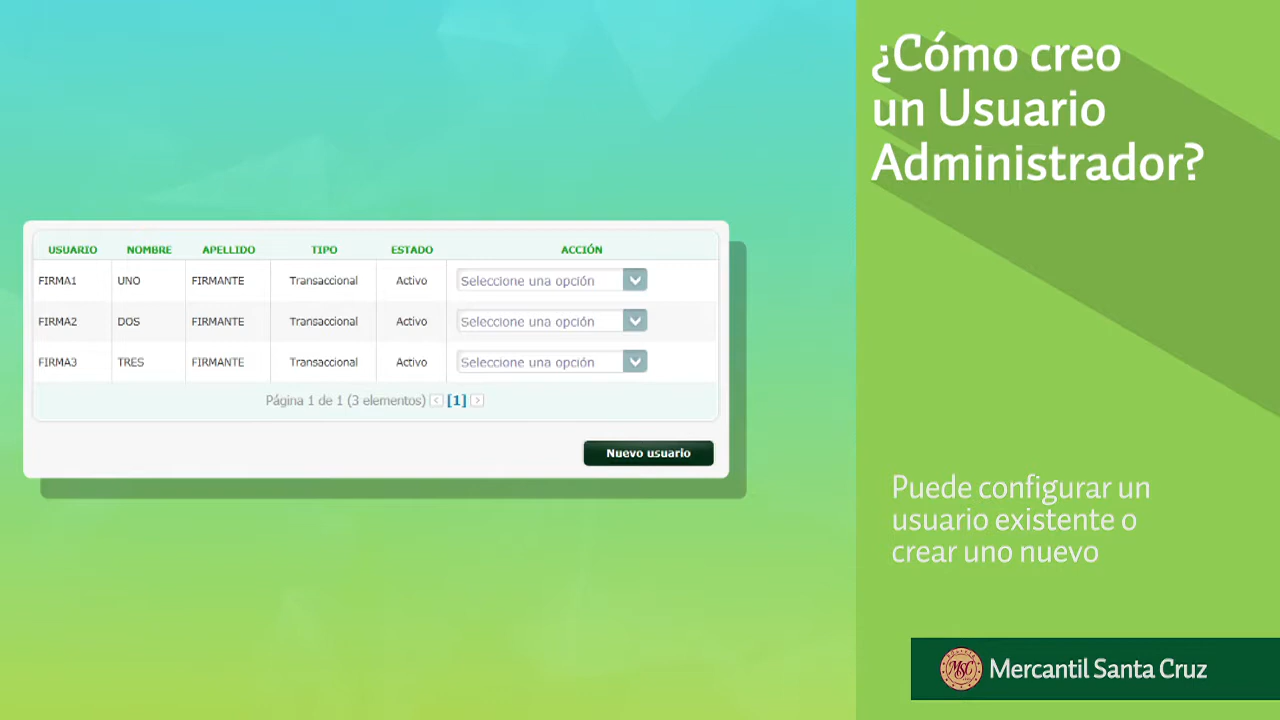 ¿Cómo creo
un Usuario
Administrador?
USUARIO NOMBRE APELLIDO TIPO ESTADO ACCIÓN
FIRMA1 UNO FIRMANTE Transaccional Activo Seleccione una opción
FIRMA2 DOS FIRMANTE Transaccional Activo Seleccione una opción
FIRMA3 TRES FIRMANTE Transaccional Activo Seleccione una opción
Página 1 de 1 (3 elementos) < [1] >
Nuevo usuario
Puede configurar un
usuario existente o
crear uno nuevo
MSC Mercantil Santa Cruz